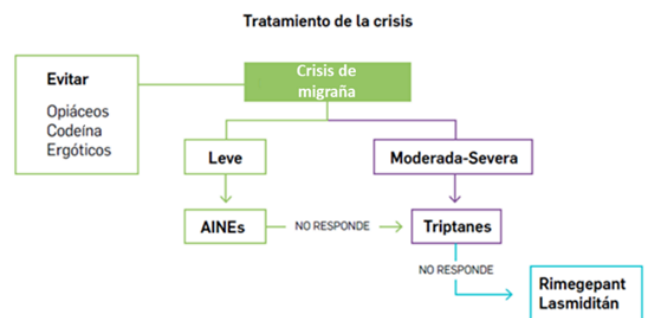 Tratamiento de la crisis
Evitar
Opiáceos
Codeína
Ergóticos
Crisis de
migraña
Leve
Moderada-Severa
AINEs
NO RESPONDE
Triptanes
NO RESPONDE
Rimegepant
Lasmiditán